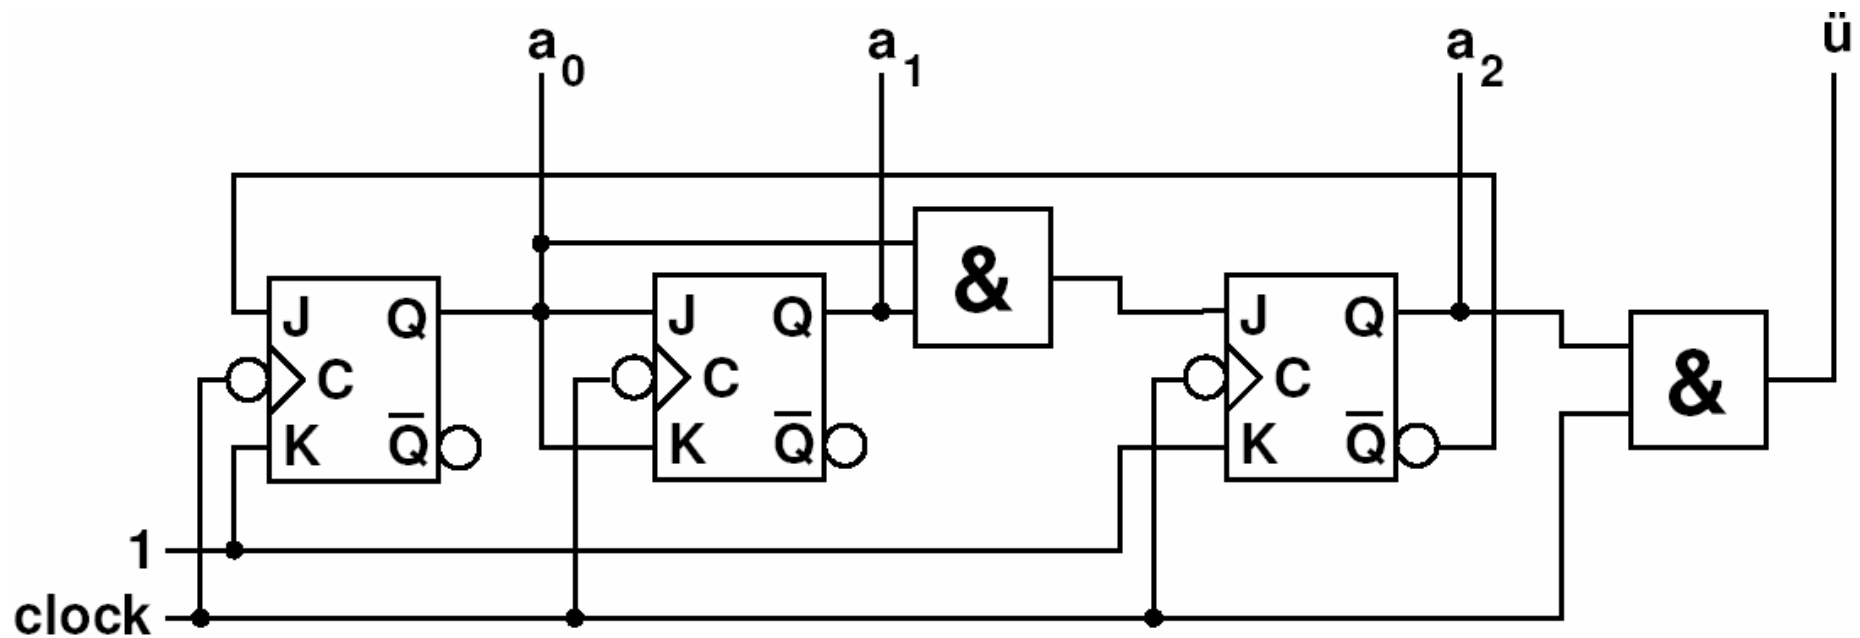 a0 a1 a2 ü
&
J Q J Q J Q
C C C &
K Q̅ K Q̅ K Q̅
1
clock